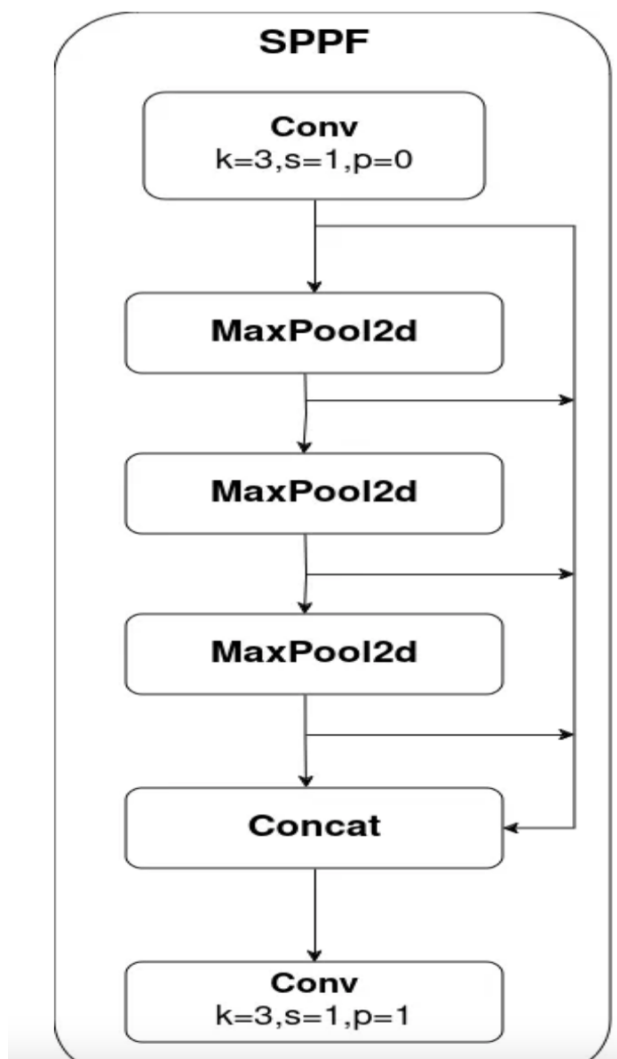 SPPF
Conv
k=3,s=1,p=0
MaxPool2d
MaxPool2d
MaxPool2d
Concat
Conv
k=3,s=1,p=1